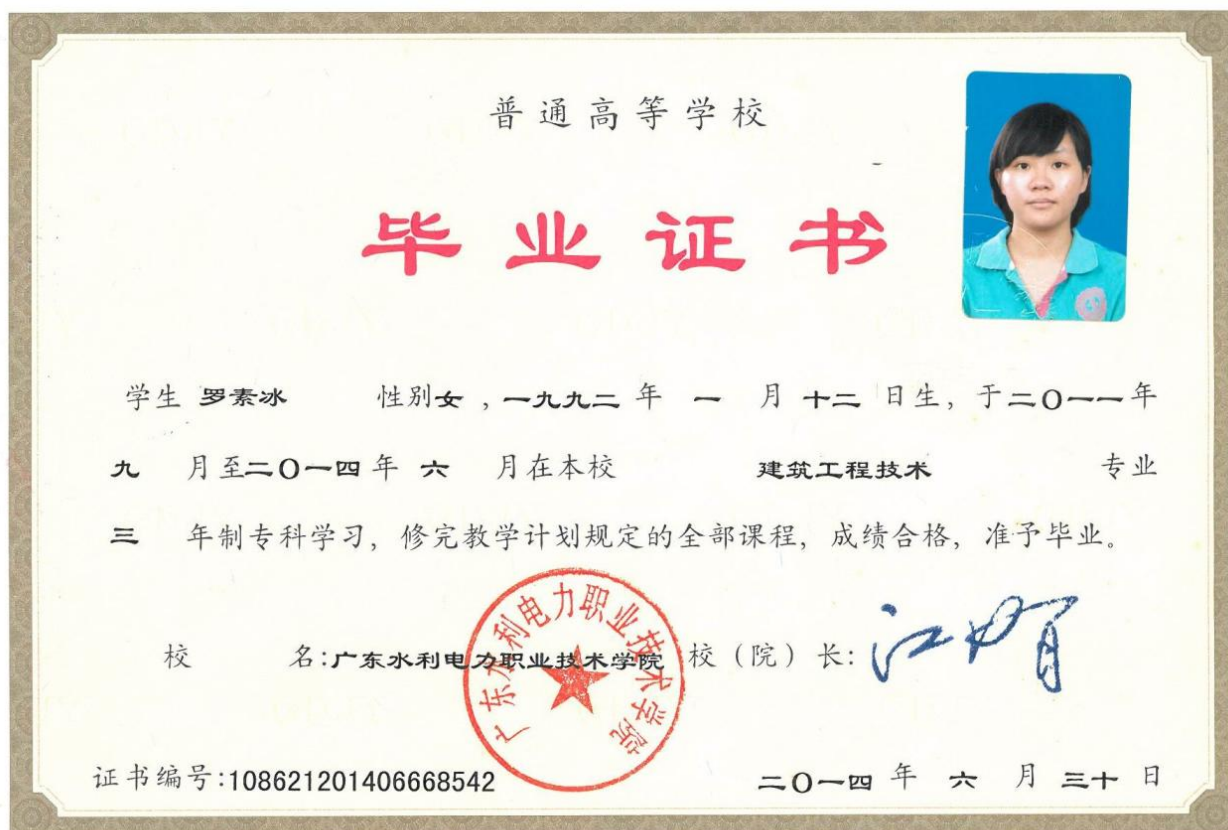 普通高等学校
毕业证书
学生 罗素冰 性别女，一九九二年 一 月 十二 日生，于二O一一年
九 月至二O一四年 六 月在本校 建筑工程技术 专业
三 年制专科学习，修完教学计划规定的全部课程，成绩合格，准予毕业。
广东水利电力职业技术学院
校 名:广东水利电力职业技术学院 校（院）长:
证书编号:108621201406668542 二O一四 年 六 月 三十 日